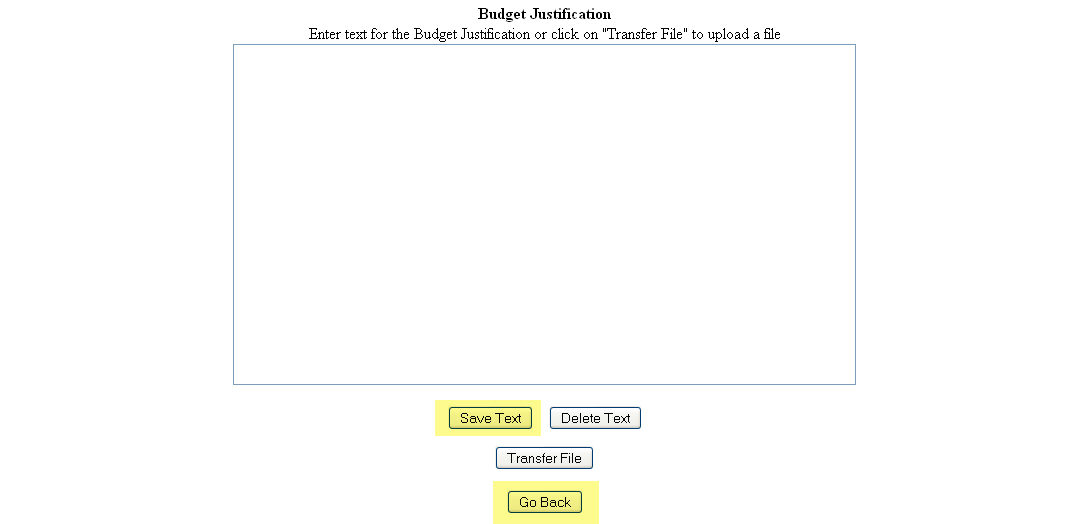 Budget Justification
Enter text for the Budget Justification or click on "Transfer File" to upload a file
Save Text Delete Text
Transfer File
Go Back